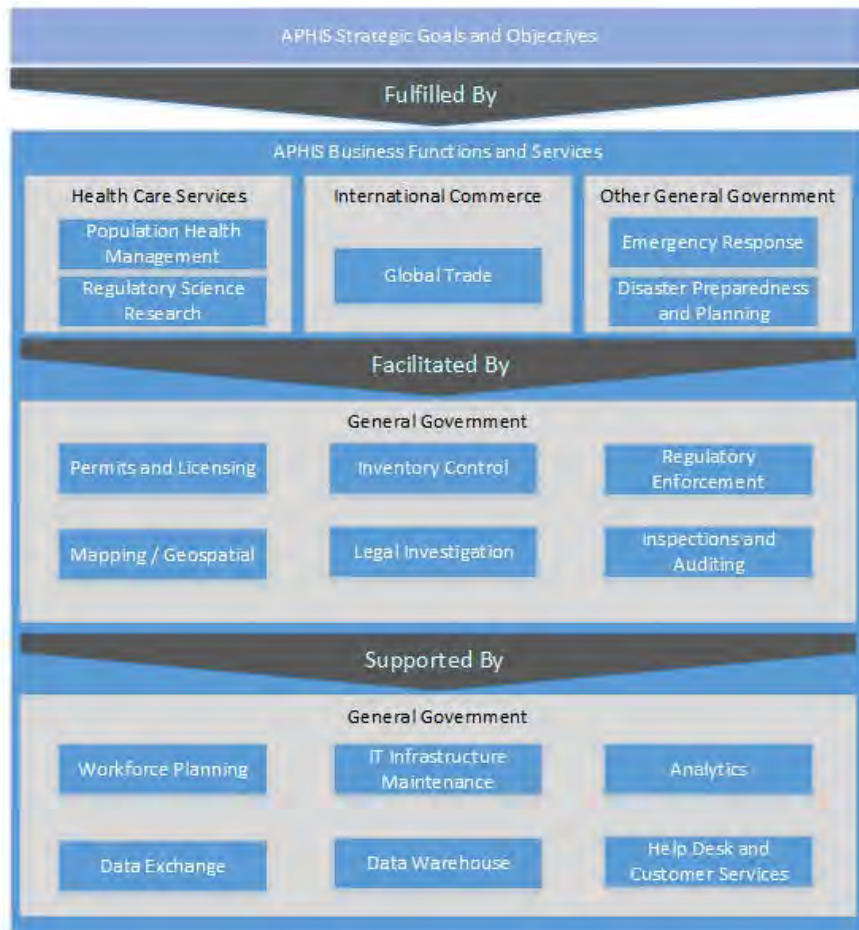 APHIS Strategic Goals and Objectives
Fulfilled By
APHIS Business Functions and Services
Health Care Services
Population Health
Management
Regulatory Science
Research
International Commerce
Global Trade
Other General Government
Emergency Response
Disaster Preparedness
and Planning
Facilitated By
General Government
Permits and Licensing
Inventory Control
Regulatory
Enforcement
Mapping / Geospatial
Legal Investigation
Inspections and
Auditing
Supported By
General Government
Workforce Planning
IT Infrastructure
Maintenance
Analytics
Data Exchange
Data Warehouse
Help Desk and
Customer Services